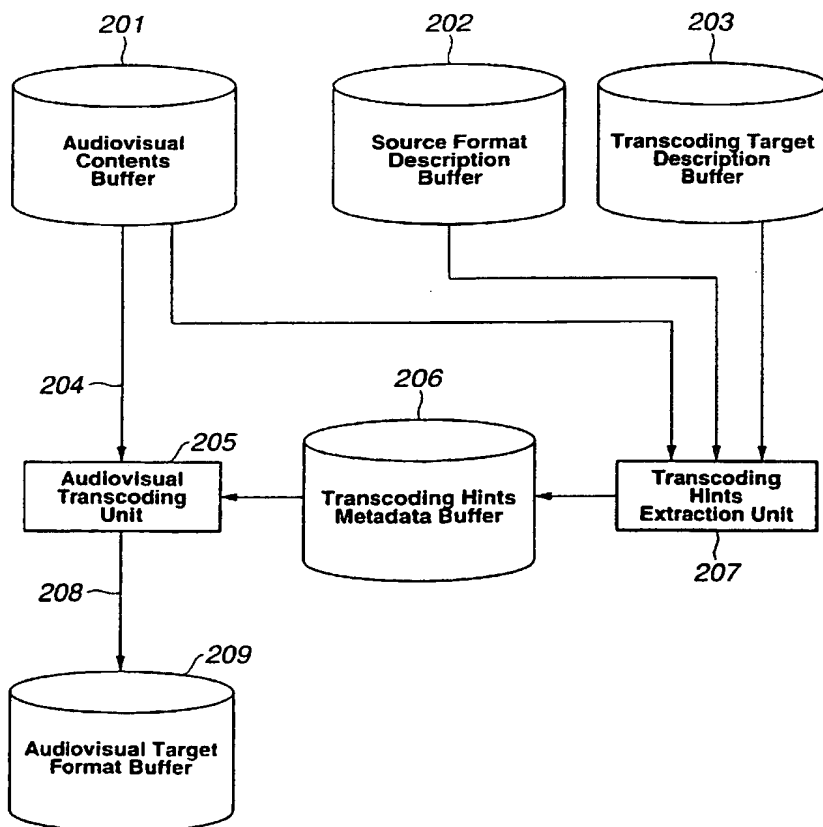 201
202
203
Audiovisual
Contents
Buffer
Source Format
Description
Buffer
Transcoding Target
Description
Buffer
204
206
205
Audiovisual
Transcoding
Unit
Transcoding Hints
Metadata Buffer
Transcoding
Hints
Extraction Unit
207
208
209
Audiovisual Target
Format Buffer